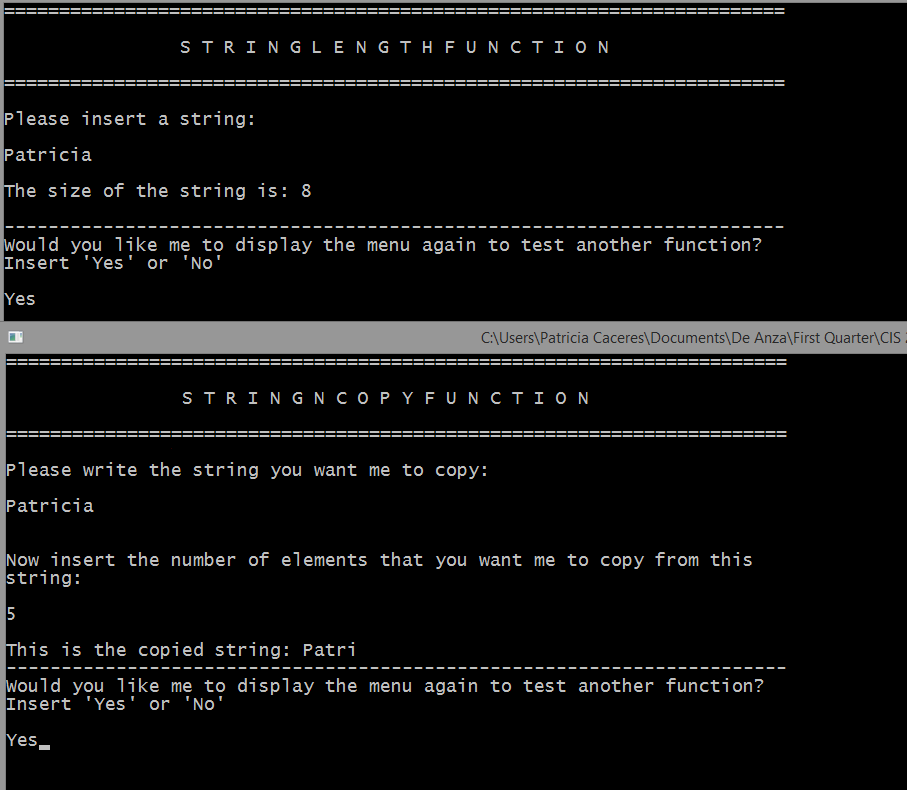 =======================================================================
S T R I N G L E N G T H F U N C T I O N
=======================================================================
Please insert a string:
Patricia
The size of the string is: 8
-----------------------------------------------------------------------
Would you like me to display the menu again to test another function?
Insert 'Yes' or 'No'
Yes
C:\Users\Patricia Caceres\Documents\De Anza\First Quarter\CIS
=======================================================================
S T R I N G N C O P Y F U N C T I O N
=======================================================================
Please write the string you want me to copy:
Patricia
Now insert the number of elements that you want me to copy from this
string:
5
This is the copied string: Patri
-----------------------------------------------------------------------
Would you like me to display the menu again to test another function?
Insert 'Yes' or 'No'
Yes